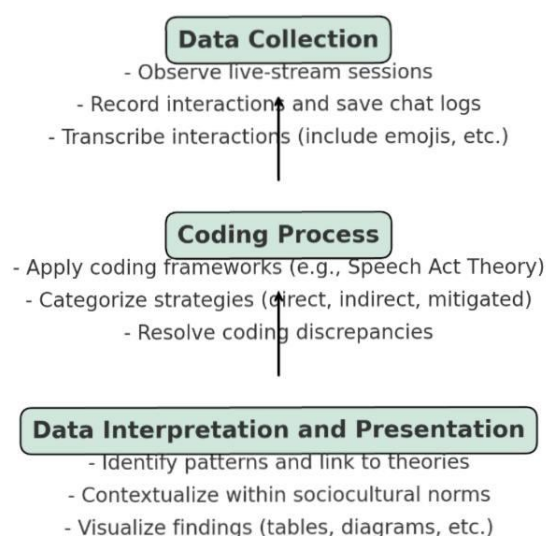 Data Collection
- Observe live-stream sessions
- Record interactions and save chat logs
- Transcribe interactions (include emojis, etc.)
Coding Process
- Apply coding frameworks (e.g., Speech Act Theory)
- Categorize strategies (direct, indirect, mitigated)
- Resolve coding discrepancies
Data Interpretation and Presentation
- Identify patterns and link to theories
- Contextualize within sociocultural norms
- Visualize findings (tables, diagrams, etc.)